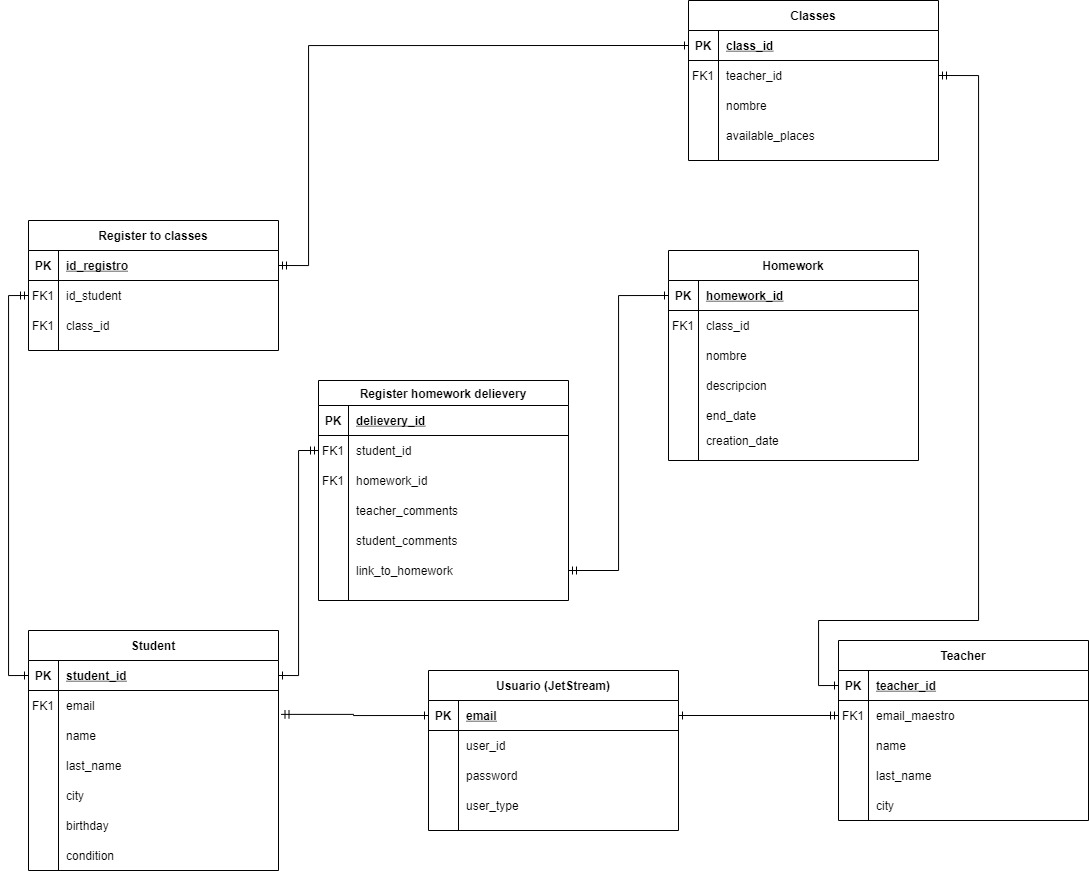 Classes
PK class_id
FK1 teacher_id
nombre
available_places
Register to classes
PK id_registro
FK1 id_student
FK1 class_id
Homework
PK homework_id
FK1 class_id
nombre
descripcion
end_date
creation_date
Register homework delievery
PK delievery_id
FK1 student_id
FK1 homework_id
teacher_comments
student_comments
link_to_homework
Student
PK student_id
FK1 email
name
last_name
city
birthday
condition
Usuario (JetStream)
PK email
user_id
password
user_type
Teacher
PK teacher_id
FK1 email_maestro
name
last_name
city